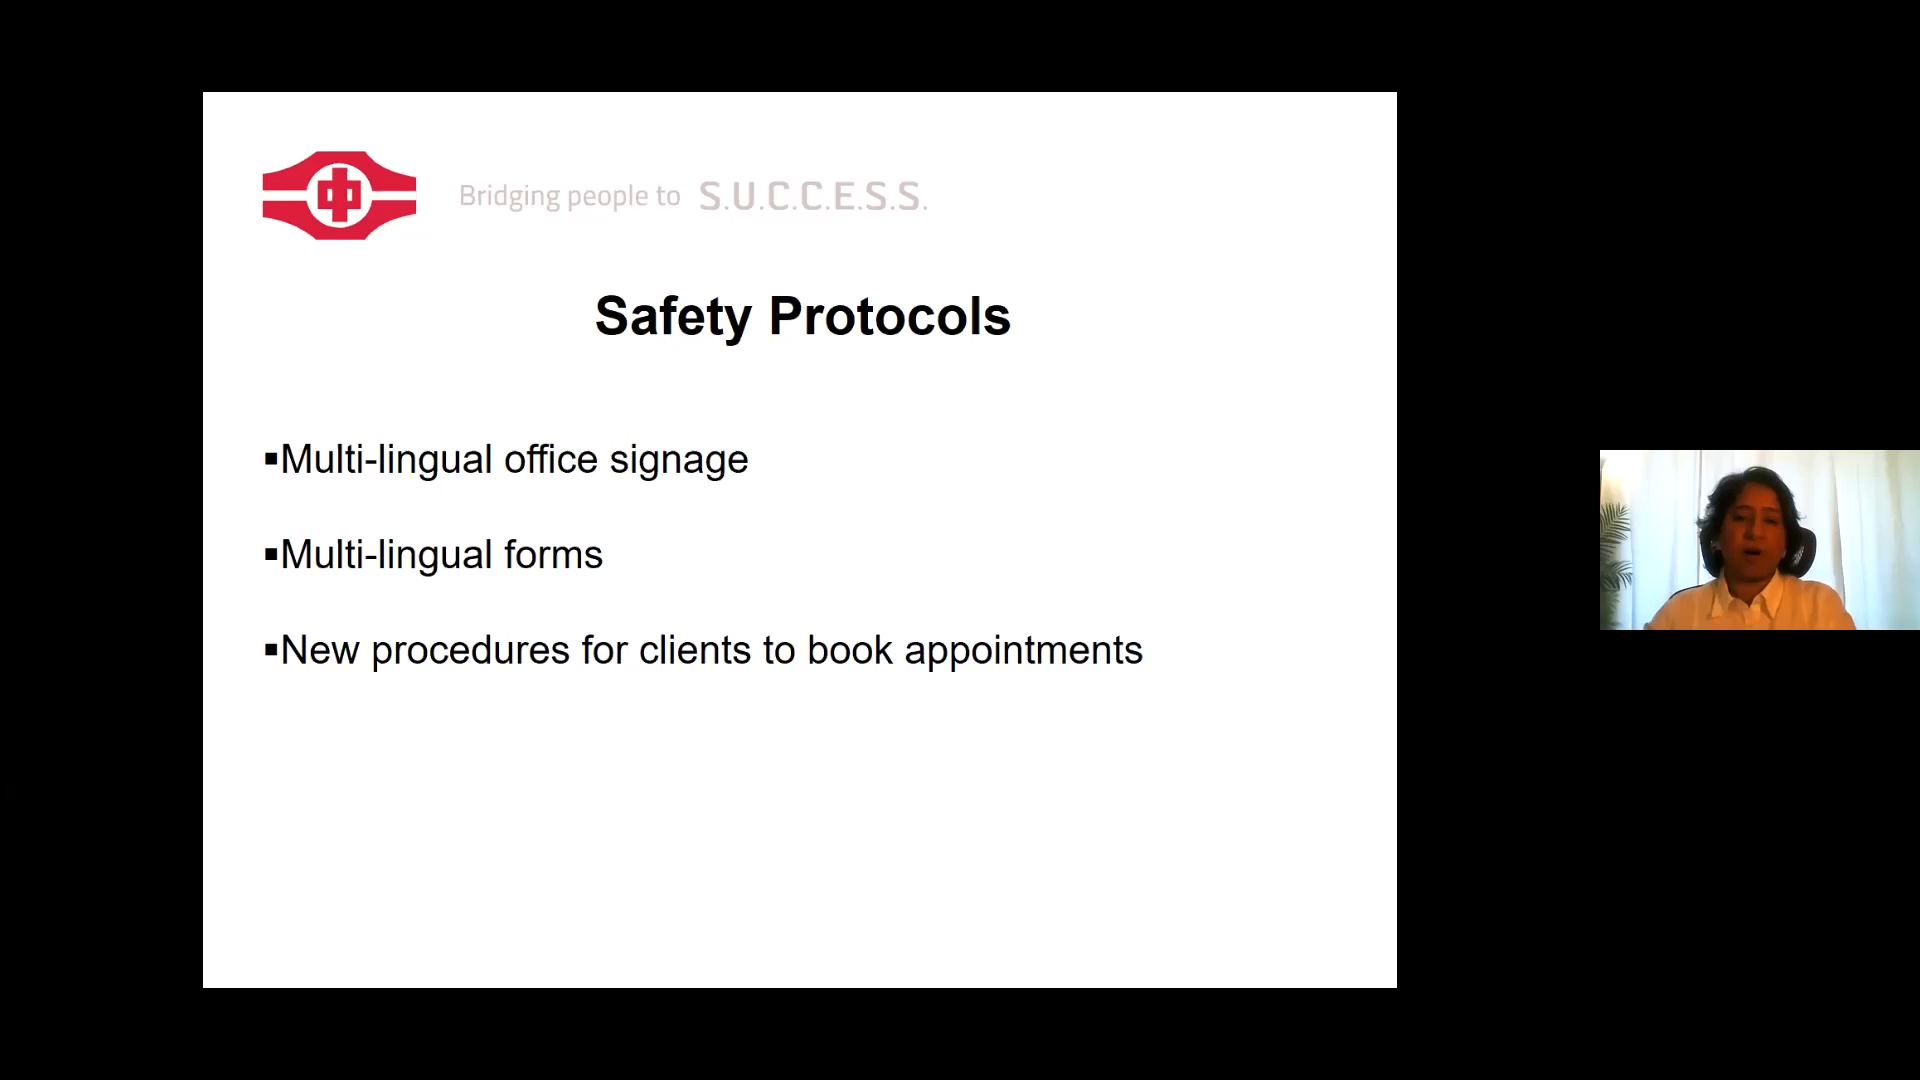 中
Bridging people to S.U.C.C.E.S.S.
Safety Protocols
▪Multi-lingual office signage
▪Multi-lingual forms
▪New procedures for clients to book appointments